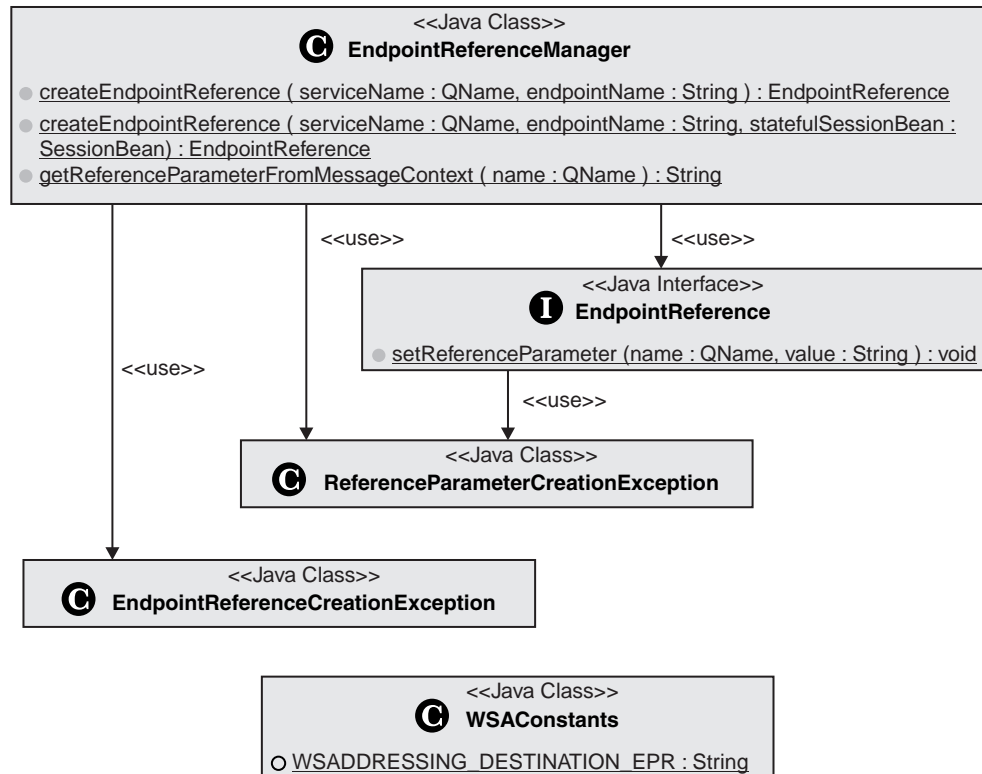 <<Java Class>>
C EndpointReferenceManager
createEndpointReference ( serviceName : QName, endpointName : String ) : EndpointReference
createEndpointReference ( serviceName : QName, endpointName : String, statefulSessionBean :
SessionBean) : EndpointReference
getReferenceParameterFromMessageContext ( name : QName ) : String
<<use>>
<<use>>
<<Java Interface>>
I EndpointReference
setReferenceParameter (name : QName, value : String ) : void
<<use>>
<<use>>
<<Java Class>>
C ReferenceParameterCreationException
<<Java Class>>
C EndpointReferenceCreationException
<<Java Class>>
C WSAConstants
WSADDRESSING_DESTINATION_EPR : String